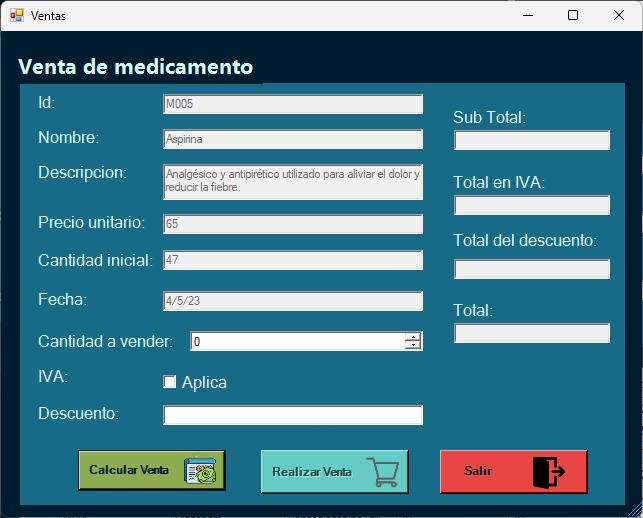 Ventas
Venta de medicamento
Id:
M005
Nombre:
Aspirina
Descripcion:
Analgésico y antipirético utilizado para aliviar el dolor y
reducir la fiebre.
Precio unitario:
65
Cantidad inicial:
47
Fecha:
4/5/23
Cantidad a vender:
0
IVA:
Aplica
Descuento:
Sub Total:
Total en IVA:
Total del descuento:
Total:
Calcular Venta
Realizar Venta
Salir